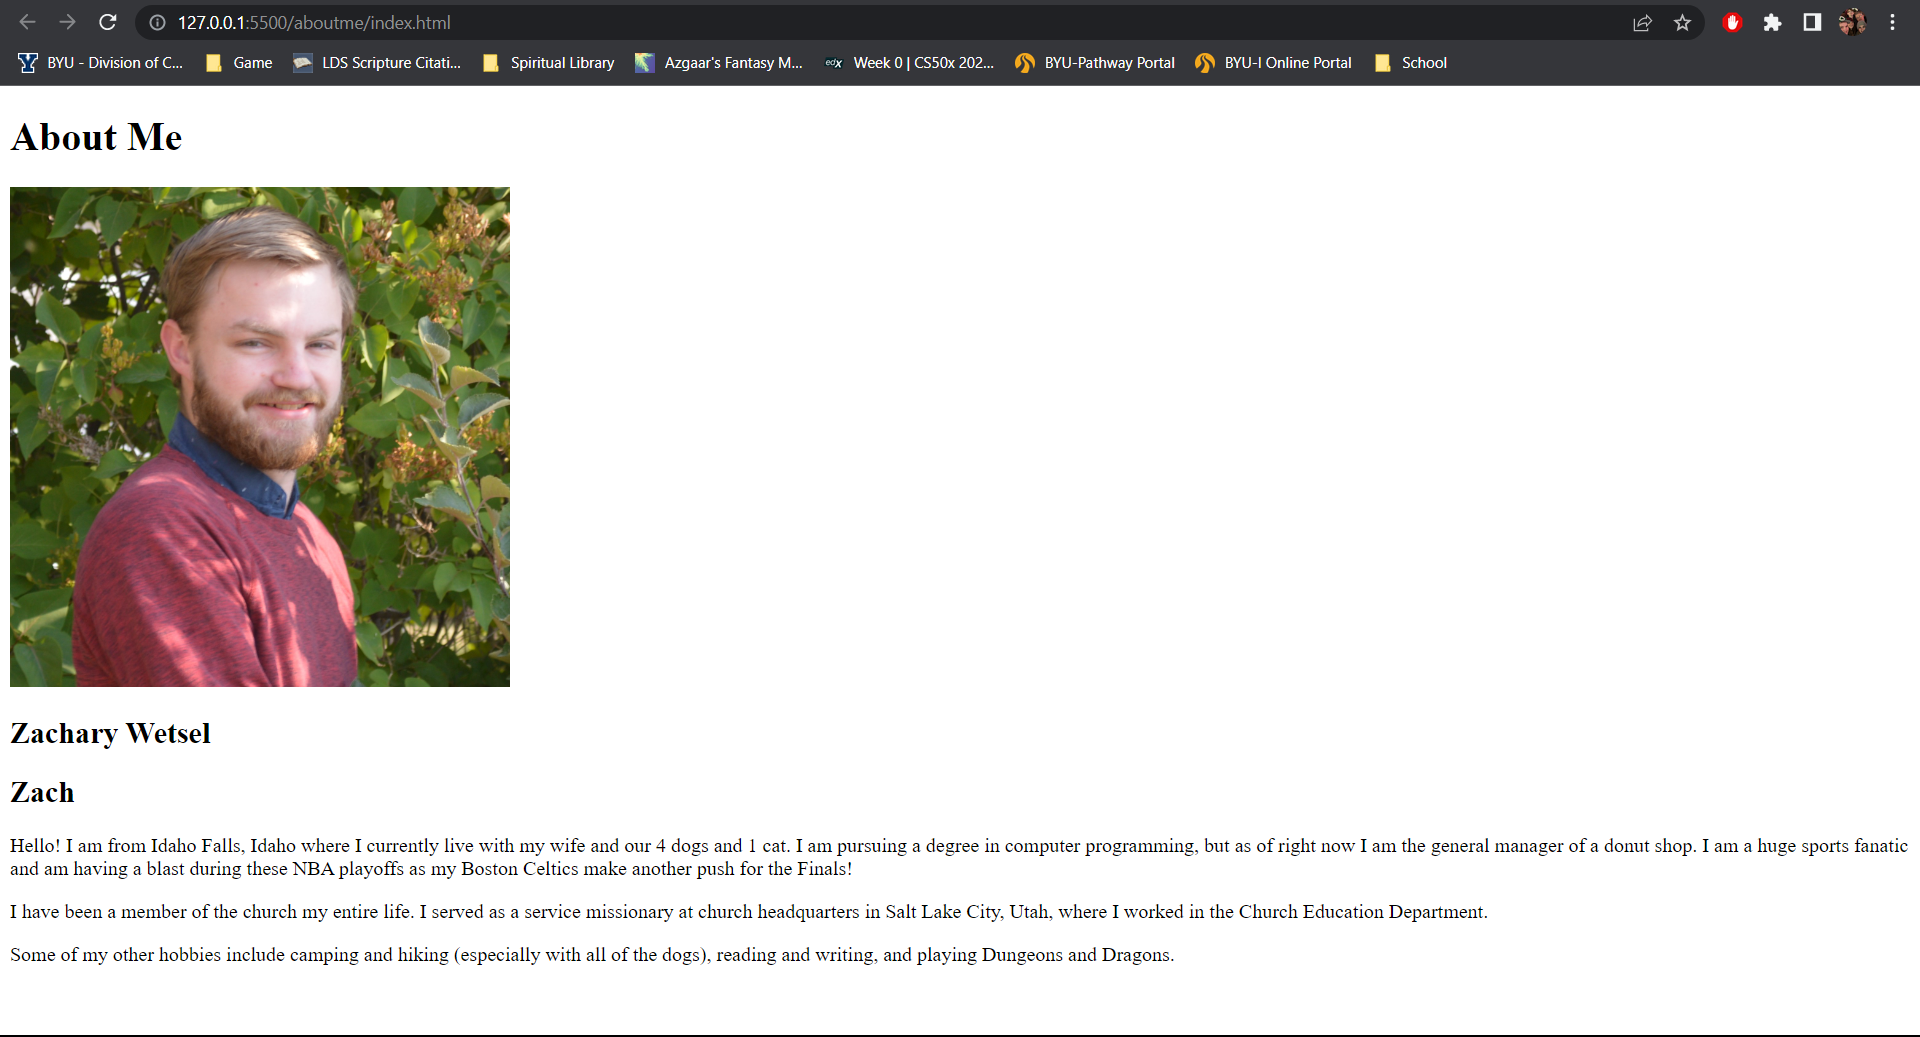 127.0.0.1:5500/aboutme/index.html
BYU - Division of C... Game LDS Scripture Citati... Spiritual Library Azgaar's Fantasy M... edX Week 0 | CS50x 202... BYU-Pathway Portal BYU-I Online Portal School
About Me
Zachary Wetsel
Zach
Hello! I am from Idaho Falls, Idaho where I currently live with my wife and our 4 dogs and 1 cat. I am pursuing a degree in computer programming, but as of right now I am the general manager of a donut shop. I am a huge sports fanatic
and am having a blast during these NBA playoffs as my Boston Celtics make another push for the Finals!
I have been a member of the church my entire life. I served as a service missionary at church headquarters in Salt Lake City, Utah, where I worked in the Church Education Department.
Some of my other hobbies include camping and hiking (especially with all of the dogs), reading and writing, and playing Dungeons and Dragons.